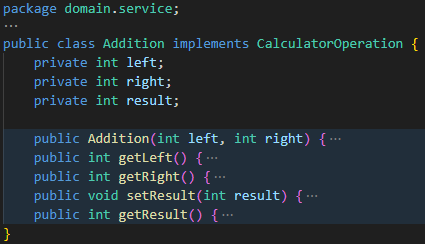 package domain.service;
...
public class Addition implements CalculatorOperation {
    private int left;
    private int right;
    private int result;

    public Addition(int left, int right) {...
    public int getLeft() {...
    public int getRight() {...
    public void setResult(int result) {...
    public int getResult() {...
}